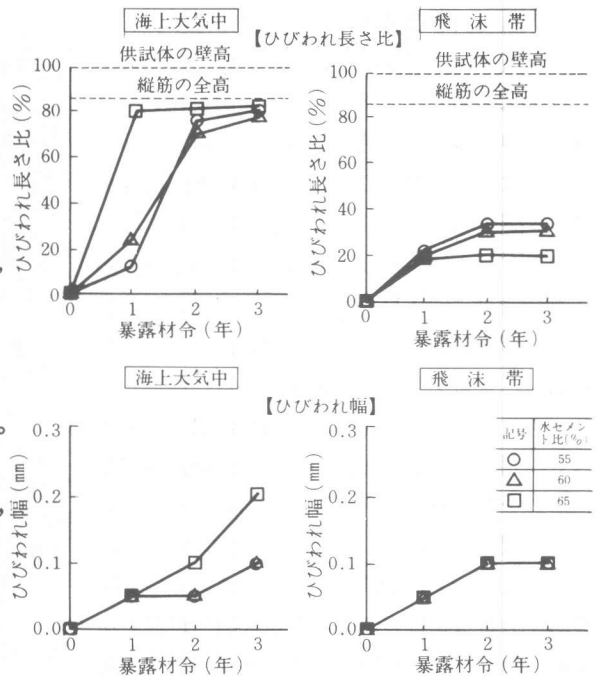 海上大気中
【ひびわれ長さ比】
飛沫帯
供試体の壁高
縦筋の全高
ひびわれ長さ比(%)
100
80
60
40
20
0
0 1 2 3
暴露材令(年)
供試体の壁高
縦筋の全高
ひびわれ長さ比(%)
100
80
60
40
20
0
0 1 2 3
暴露材令(年)
海上大気中
【ひびわれ幅】
飛沫帯
ひびわれ幅(mm)
0.3
0.2
0.1
0.0
0 1 2 3
暴露材令(年)
ひびわれ幅(mm)
0.3
0.2
0.1
0.0
0 1 2 3
暴露材令(年)
記号 水セメン
ト比(%)
○ 55
△ 60
□ 65